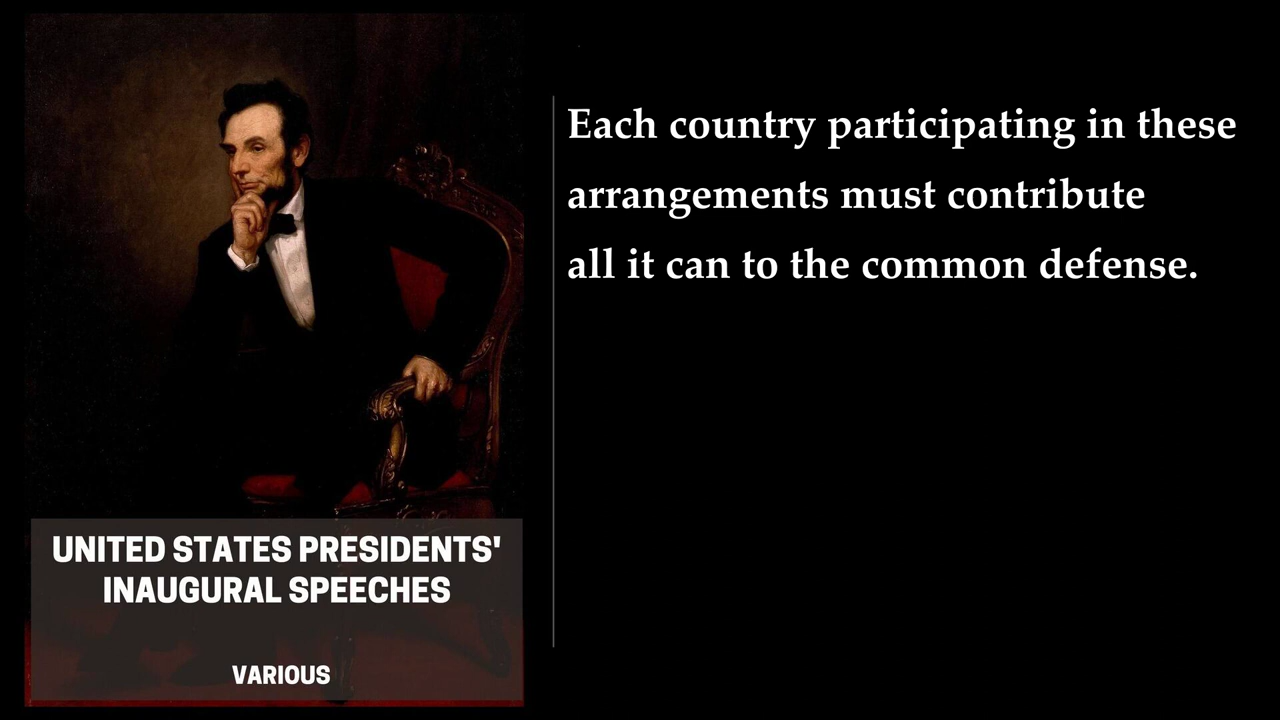 UNITED STATES PRESIDENTS'
INAUGURAL SPEECHES
VARIOUS
Each country participating in these
arrangements must contribute
all it can to the common defense.